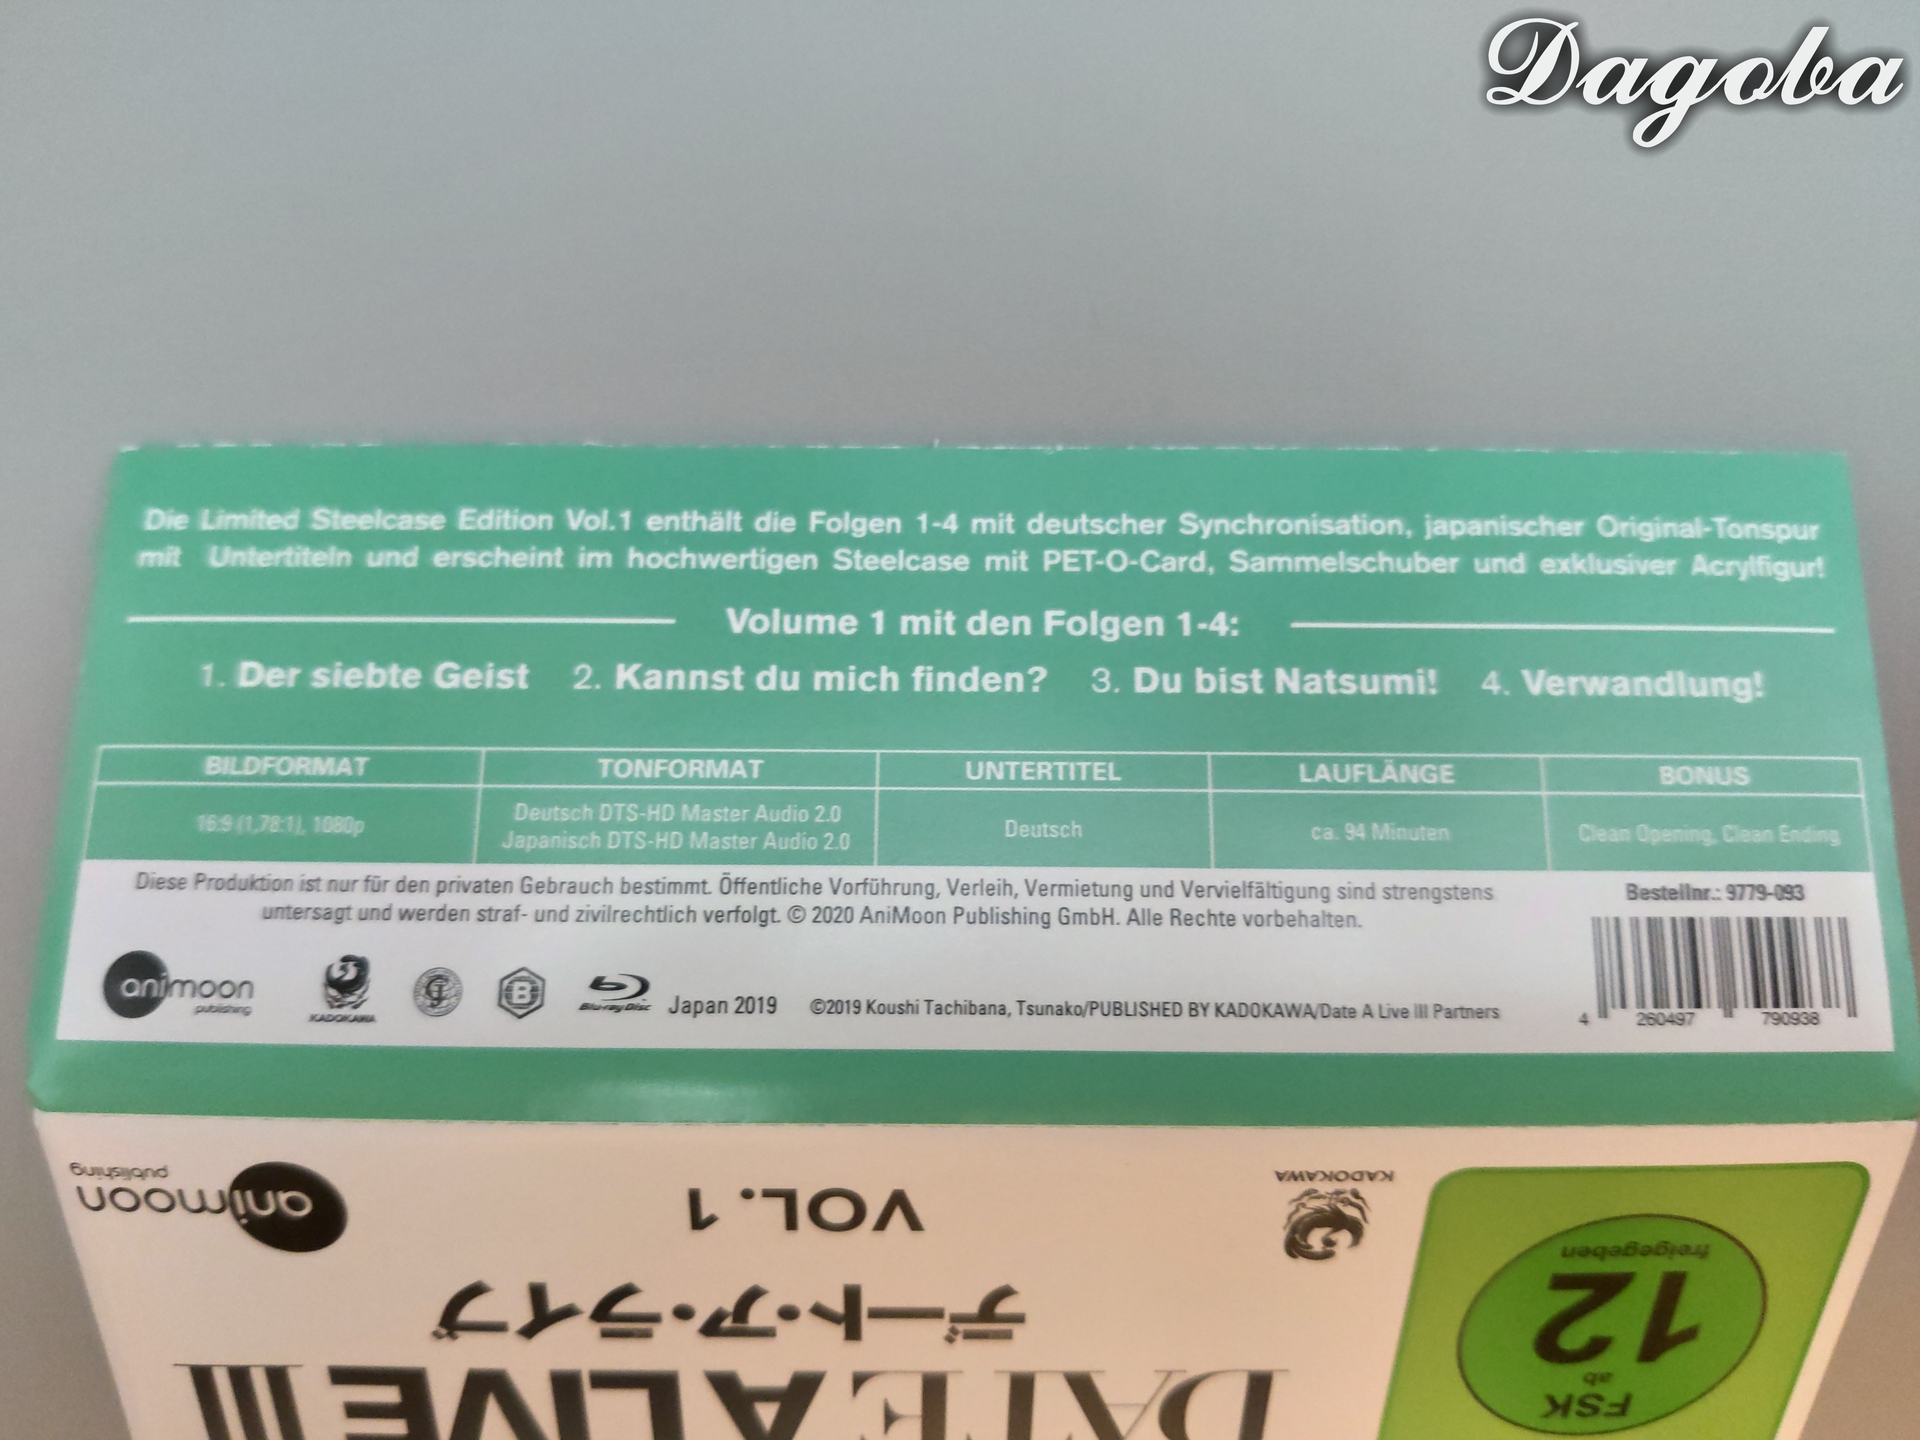 Dagoba
Die Limited Steelcase Edition Vol.1 enthält die Folgen 1-4 mit deutscher Synchronisation, japanischer Original-Tonspur
mit Untertiteln und erscheint im hochwertigen Steelcase mit PET-O-Card, Sammelschuber und exklusiver Acrylfigur!
Volume 1 mit den Folgen 1-4:
1. Der siebte Geist 2. Kannst du mich finden? 3. Du bist Natsumi! 4. Verwandlung!
BILDFORMAT TONFORMAT UNTERTITEL LAUFLÄNGE BONUS
16:9 (1,78:1), 1080p
Deutsch DTS-HD Master Audio 2.0
Japanisch DTS-HD Master Audio 2.0
Deutsch
ca. 94 Minuten
Clean Opening, Clean Ending
Diese Produktion ist nur für den privaten Gebrauch bestimmt. Öffentliche Vorführung, Verleih, Vermietung und Vervielfältigung sind strengstens
untersagt und werden straf- und zivilrechtlich verfolgt. © 2020 AniMoon Publishing GmbH. Alle Rechte vorbehalten.
Bestellnr.: 9779-093
4 260497 790938
animoon
publishing
KADOKAWA
B
Blu-ray Disc
Japan 2019
©2019 Koushi Tachibana, Tsunako/PUBLISHED BY KADOKAWA/Date A Live III Partners
FSK
ab
12
freigegeben
DATE A LIVE III
デート・ア・ライブ
VOL.1
KADOKAWA
animoon
publishing